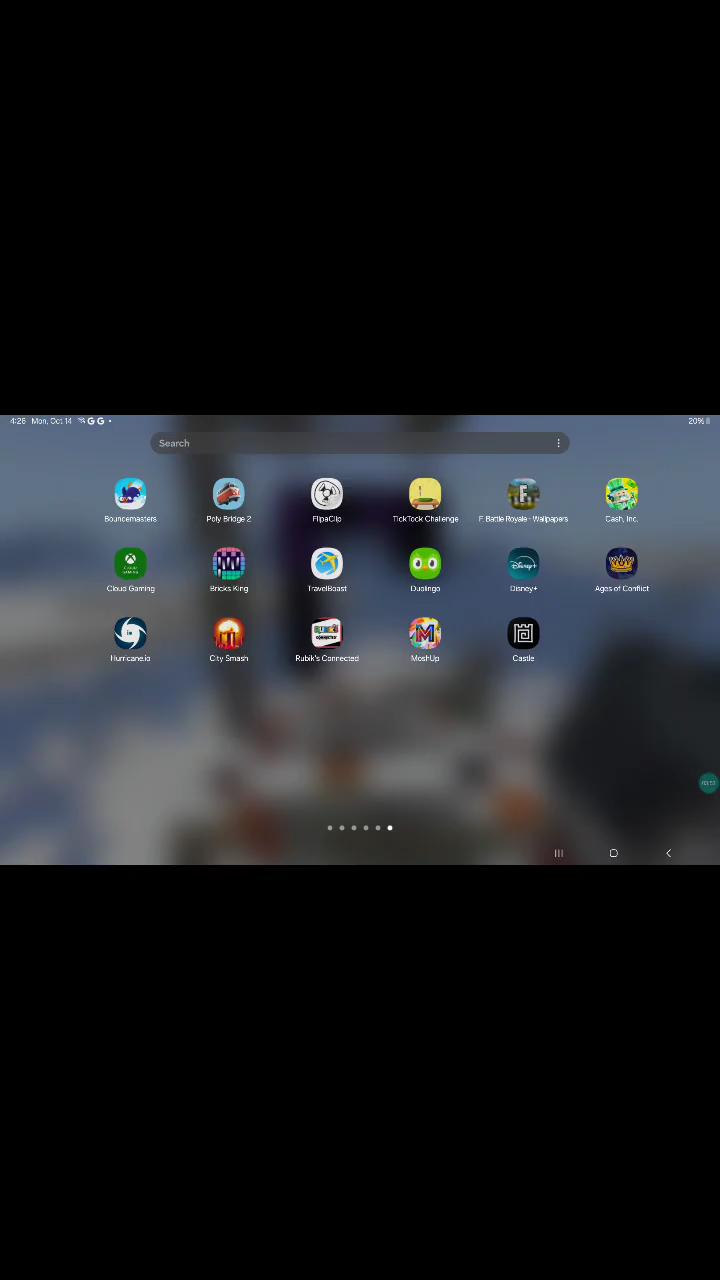 4:26 Mon, Oct 14 G G
20%
Search
Bouncemasters
Poly Bridge 2
FlipaClip
TickTock Challenge
F. Battle Royale - Wallpapers
Cash, Inc.
Cloud Gaming
Bricks King
TravelBoast
Duolingo
Disney+
Ages of Conflict
Hurricane.io
City Smash
Rubik's Connected
MoshUp
Castle